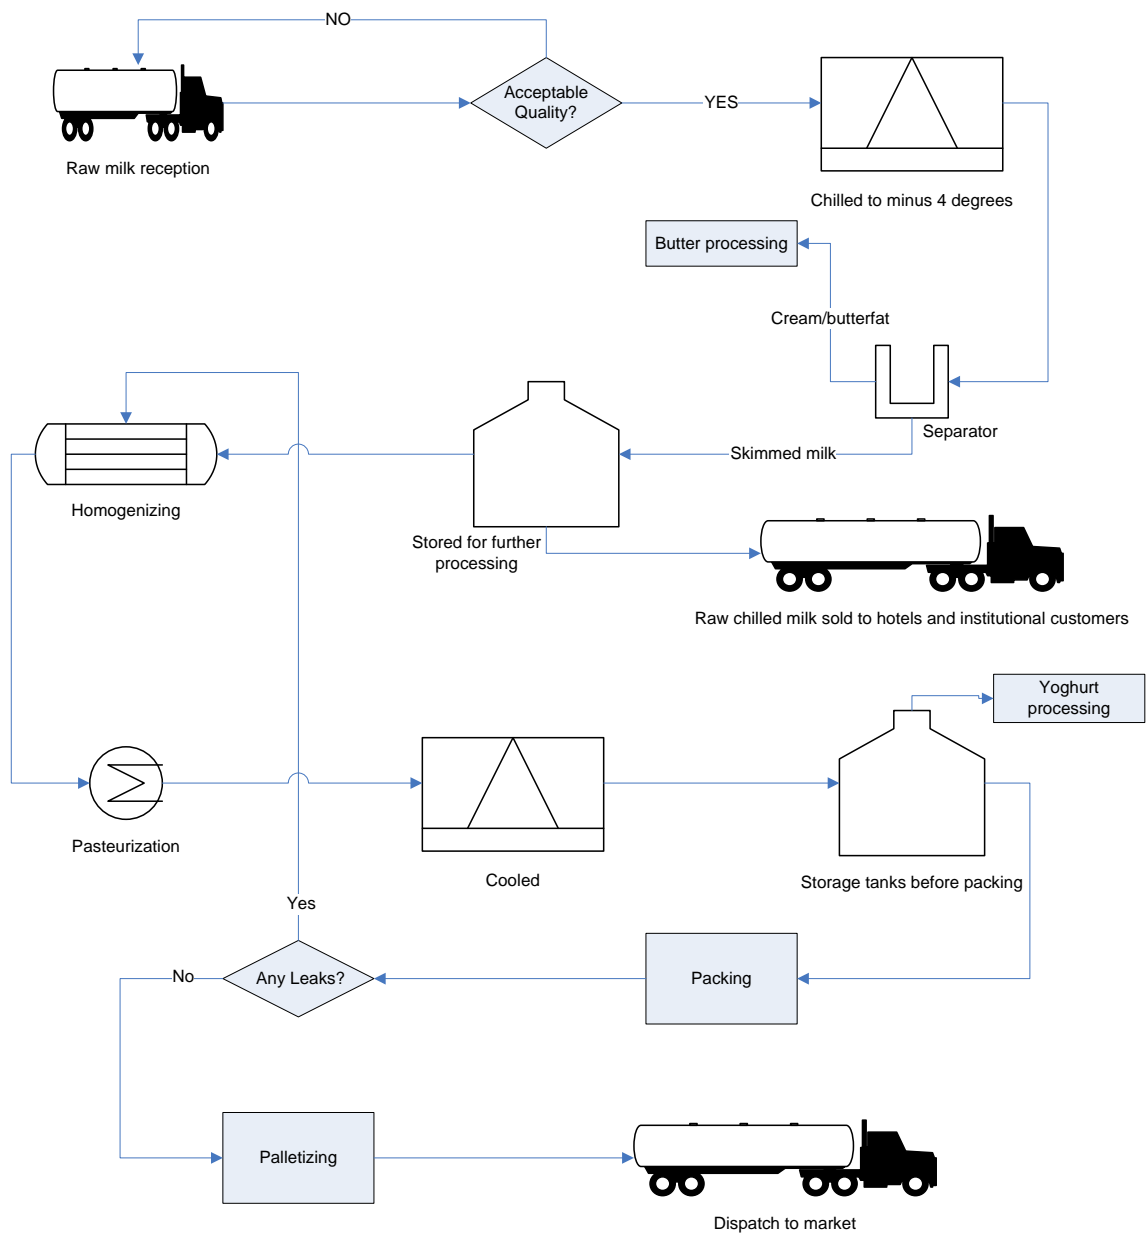 NO
Acceptable
Quality?
YES
Raw milk reception
Chilled to minus 4 degrees
Butter processing
Cream/butterfat
Separator
Skimmed milk
Homogenizing
Stored for further
processing
Raw chilled milk sold to hotels and institutional customers
Yoghurt
processing
Pasteurization
Cooled
Storage tanks before packing
Yes
Any Leaks?
No
Packing
Palletizing
Dispatch to market